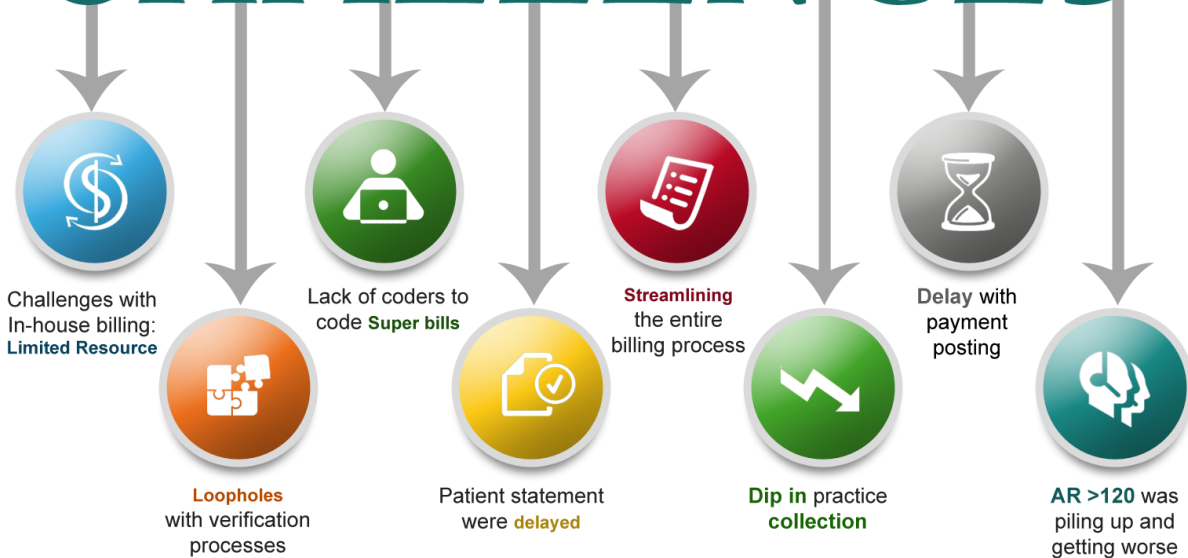 CHALLENGES
Challenges with
In-house billing:
Limited Resource
Loopholes
with verification
processes
Lack of coders to
code Super bills
Patient statement
were delayed
Streamlining
the entire
billing process
Dip in practice
collection
Delay with
payment
posting
AR >120 was
piling up and
getting worse